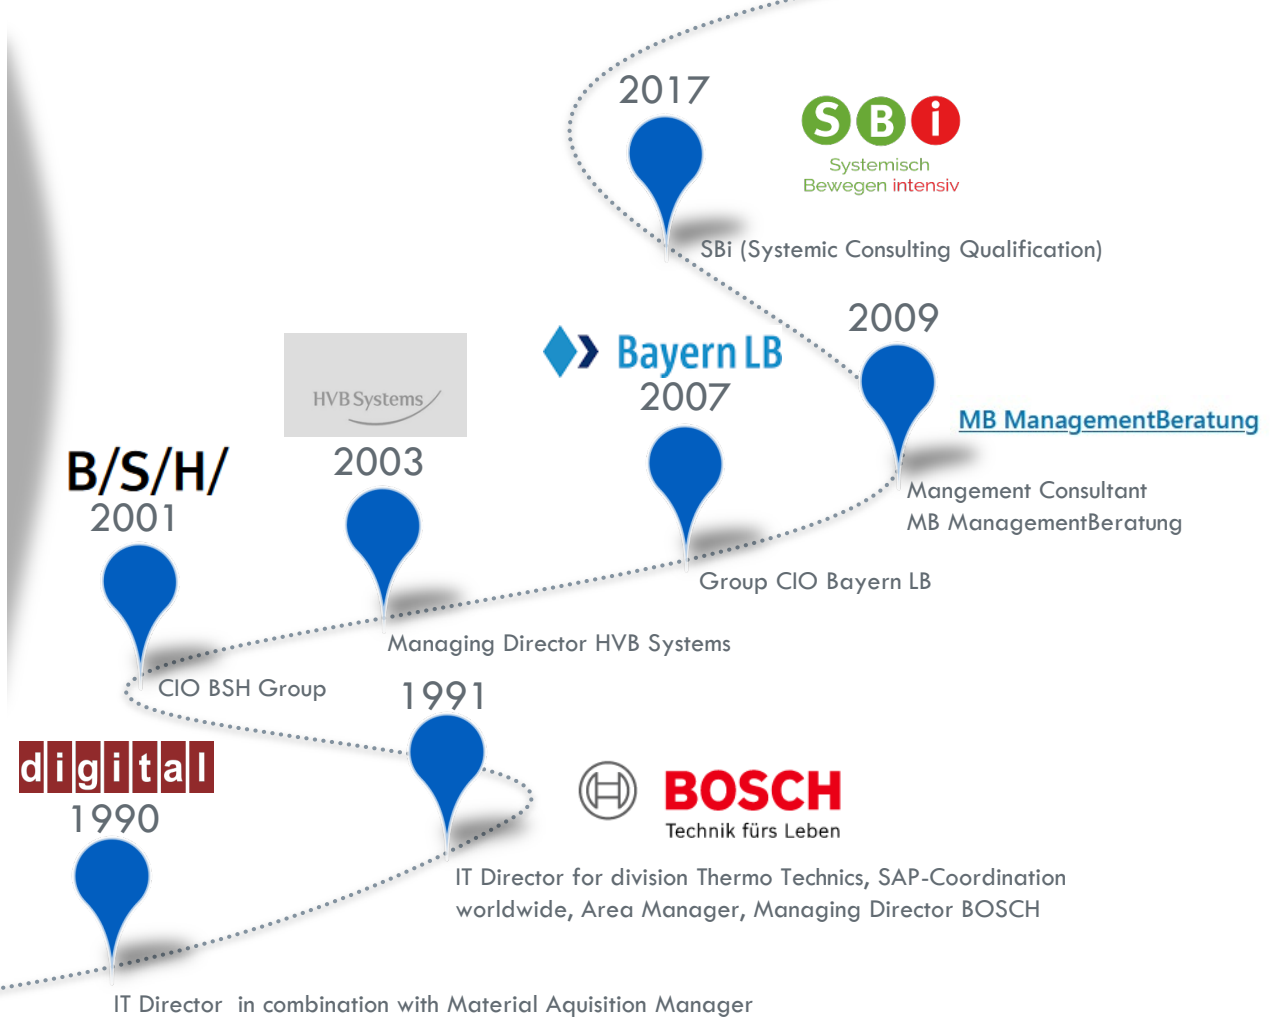 2017
SBi
Systemisch
Bewegen intensiv
SBi (Systemic Consulting Qualification)
2009
MB ManagementBeratung
Mangement Consultant
MB ManagementBeratung
Bayern LB
2007
Group CIO Bayern LB
HVB Systems
2003
Managing Director HVB Systems
B/S/H/
2001
CIO BSH Group
1991
BOSCH
Technik fürs Leben
IT Director for division Thermo Technics, SAP-Coordination
worldwide, Area Manager, Managing Director BOSCH
digital
1990
IT Director  in combination with Material Aquisition Manager